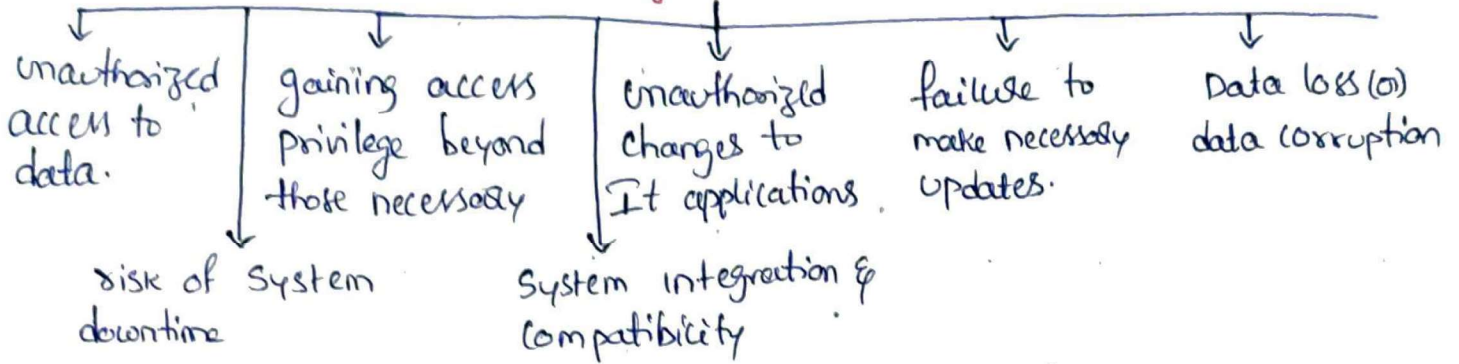 unauthorized
access to
data.
gaining access
privilege beyond
those necessary
unauthorized
changes to
It applications.
failure to
make necessary
updates.
Data loss (or)
data corruption
risk of system
downtime
System integration &
compatibility